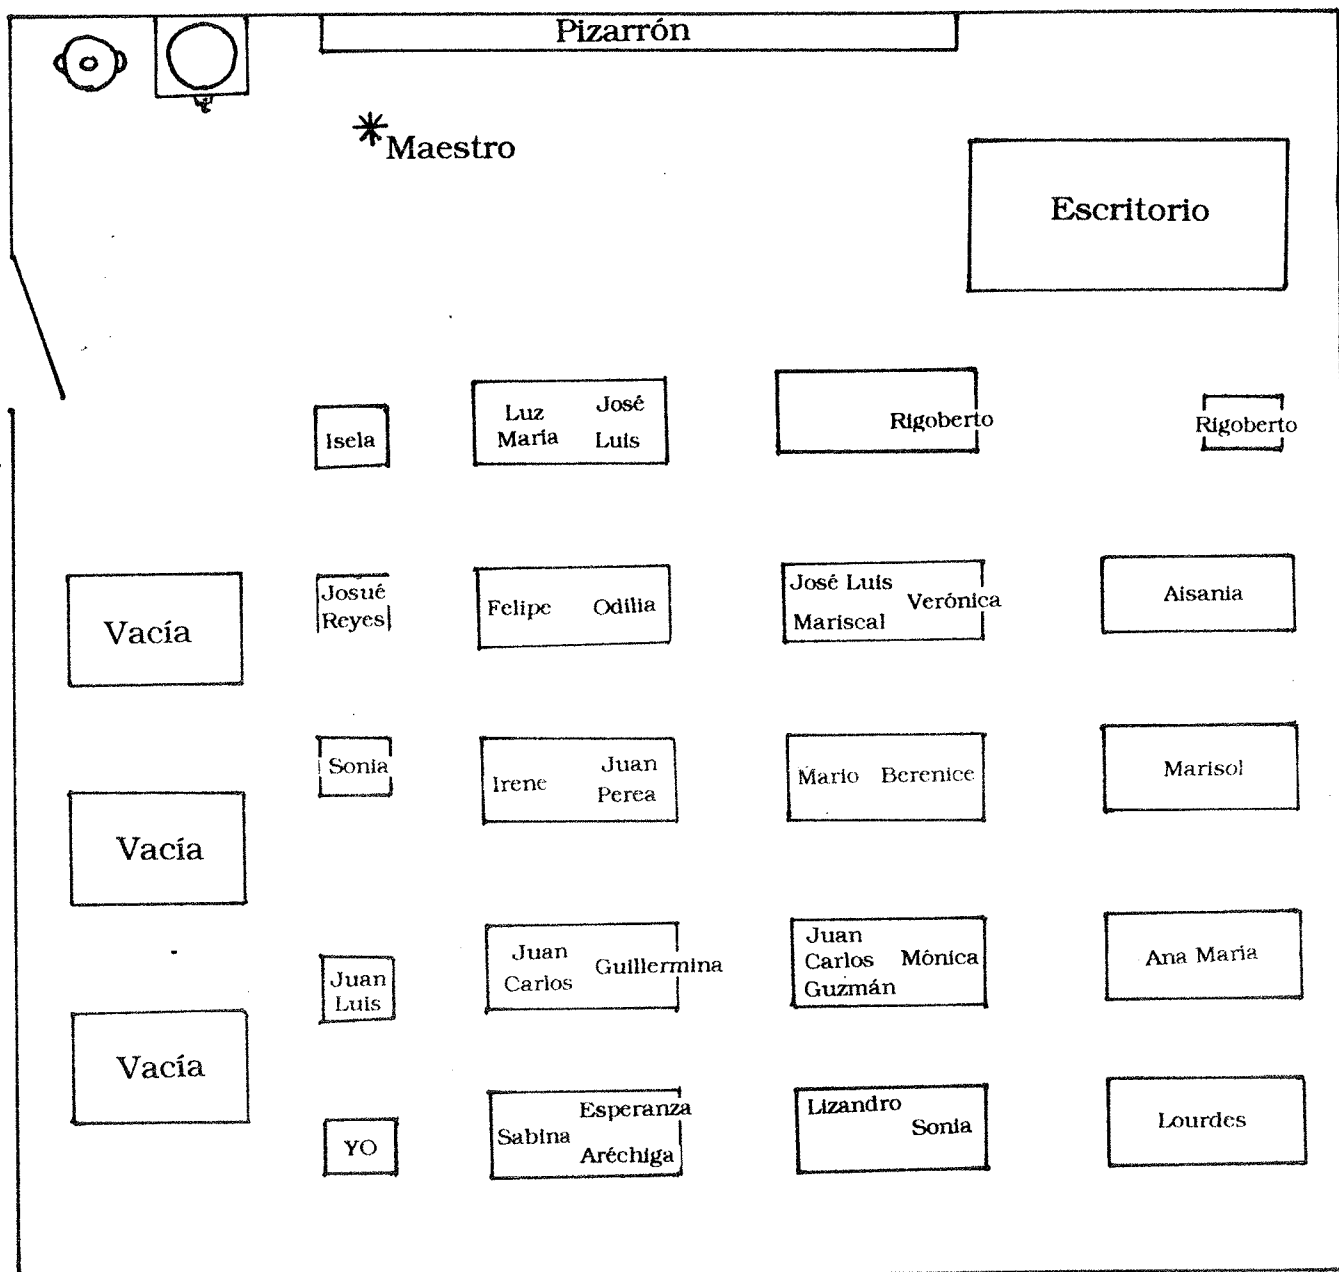 Pizarrón
Maestro
Escritorio
Isela
Luz
María
José
Luis
Rigoberto
Rigoberto
Vacía
Josué
Reyes
Felipe
Odilia
José Luis
Mariscal
Verónica
Aisania
Vacía
Sonia
Irene
Juan
Perea
Mario
Berenice
Marisol
Vacía
Juan
Luis
Juan
Carlos
Guillermina
Juan
Carlos
Guzmán
Mónica
Ana María
YO
Sabina
Esperanza
Aréchiga
Lizandro
Sonia
Lourdes